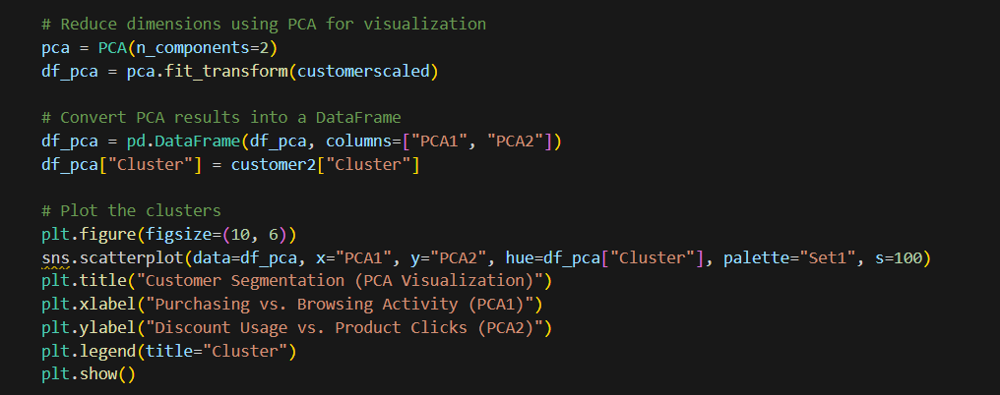 # Reduce dimensions using PCA for visualization
pca = PCA(n_components=2)
df_pca = pca.fit_transform(customerscaled)
# Convert PCA results into a DataFrame
df_pca = pd.DataFrame(df_pca, columns=["PCA1", "PCA2"])
df_pca["Cluster"] = customer2["Cluster"]
# Plot the clusters
plt.figure(figsize=(10, 6))
sns.scatterplot(data=df_pca, x="PCA1", y="PCA2", hue=df_pca["Cluster"], palette="Set1", s=100)
plt.title("Customer Segmentation (PCA Visualization)")
plt.xlabel("Purchasing vs. Browsing Activity (PCA1)")
plt.ylabel("Discount Usage vs. Product Clicks (PCA2)")
plt.legend(title="Cluster")
plt.show()